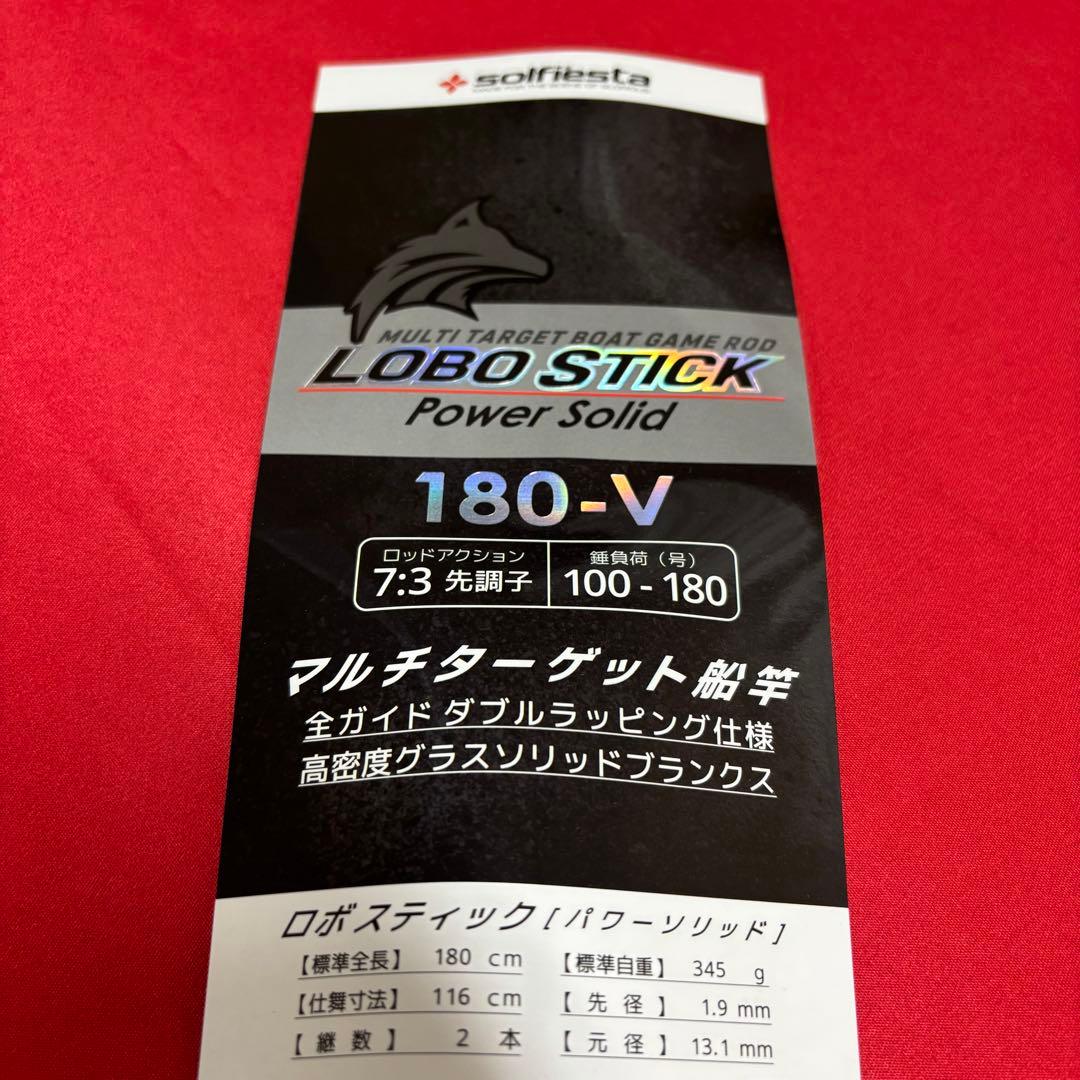 solfiesta
MULTI TARGET BOAT GAME ROD
LOBO STICK
Power Solid
180-V
ロッドアクション
7:3 先調子
錘負荷(号)
100 - 180
マルチターゲット船竿
全ガイド ダブルラッピング仕様
高密度グラスソリッドブランクス
ロボスティック [パワーソリッド]
【標準全長】 180 cm 【標準自重】 345 g
【仕舞寸法】 116 cm 【先径】 1.9 mm
【継数】 2 本 【元径】 13.1 mm